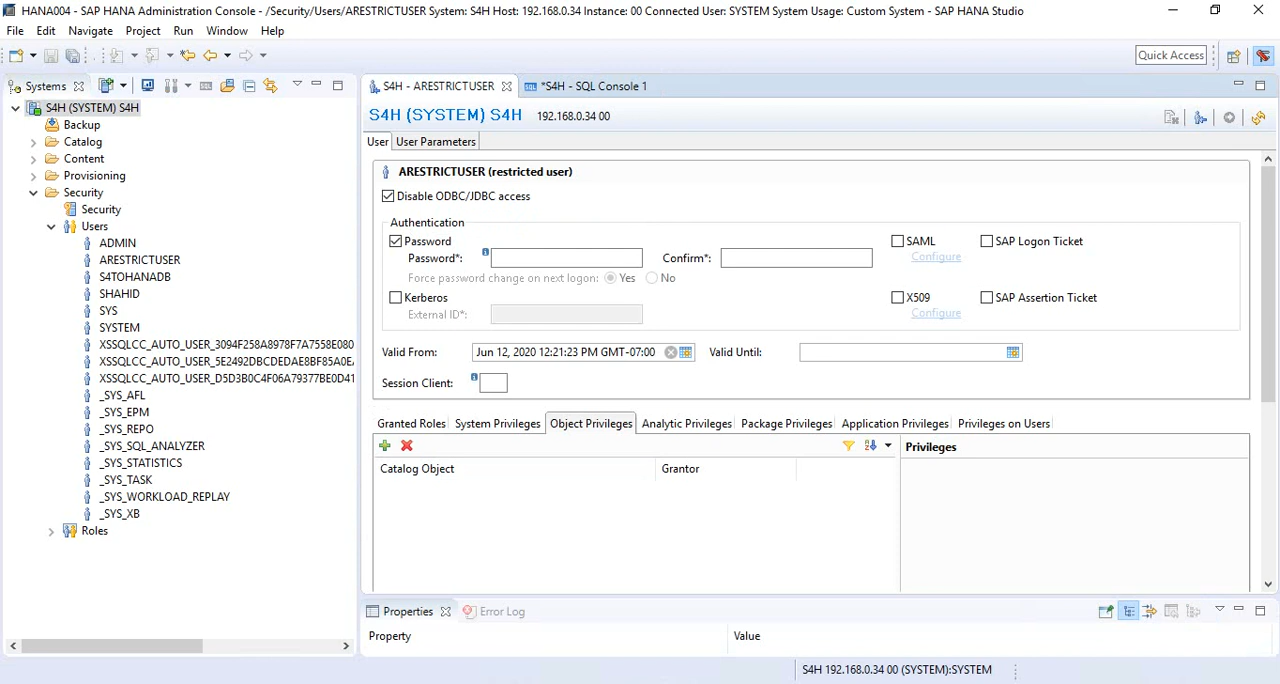 HANA004 - SAP HANA Administration Console - /Security/Users/ARESTRICTUSER System: S4H Host: 192.168.0.34 Instance: 00 Connected User: SYSTEM System Usage: Custom System - SAP HANA Studio
File Edit Navigate Project Run Window Help
Quick Access
Systems
S4H (SYSTEM) S4H
Backup
Catalog
Content
Provisioning
Security
Security
Users
ADMIN
ARESTRICTUSER
S4TOHANADB
SHAHID
SYS
SYSTEM
XSSQLCC_AUTO_USER_3094F258A8978F7A7558E080
XSSQLCC_AUTO_USER_5E2492DBCDEDAE8BF85A0E
XSSQLCC_AUTO_USER_D5D3B0C4F06A79377BE0D41
_SYS_AFL
_SYS_EPM
_SYS_REPO
_SYS_SQL_ANALYZER
_SYS_STATISTICS
_SYS_TASK
_SYS_WORKLOAD_REPLAY
_SYS_XB
Roles
S4H - ARESTRICTUSER *S4H - SQL Console 1
S4H (SYSTEM) S4H 192.168.0.34 00
User User Parameters
ARESTRICTUSER (restricted user)
Disable ODBC/JDBC access
Authentication
Password SAML SAP Logon Ticket
Password*: Confirm*: Configure
Force password change on next logon: Yes No
Kerberos X509 SAP Assertion Ticket
External ID*: Configure
Valid From: Jun 12, 2020 12:21:23 PM GMT-07:00 Valid Until:
Session Client:
Granted Roles System Privileges Object Privileges Analytic Privileges Package Privileges Application Privileges Privileges on Users
Privileges
Catalog Object Grantor
Properties Error Log
Property Value
S4H 192.168.0.34 00 (SYSTEM):SYSTEM